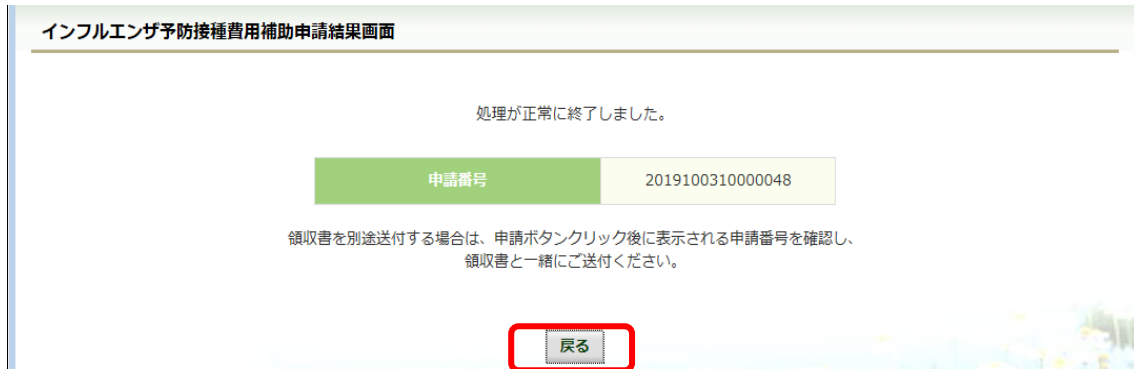 インフルエンザ予防接種費用補助申請結果画面
処理が正常に終了しました。
申請番号 2019100310000048
領収書を別途送付する場合は、申請ボタンクリック後に表示される申請番号を確認し、
領収書と一緒にご送付ください。
戻る